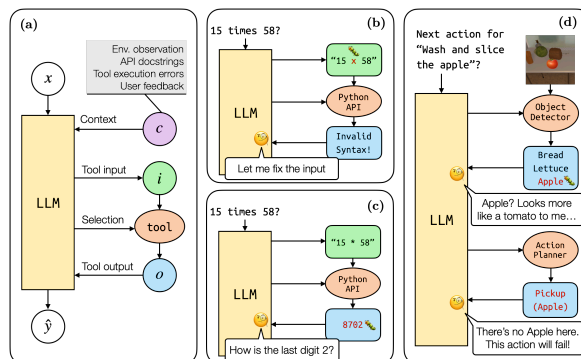 (a)
Env. observation
API docstrings
Tool execution errors
User feedback
x
Context
c
LLM
Tool input
i
Selection
tool
Tool output
o
ŷ
(b)
15 times 58?
LLM
"15 x 58"
Python
API
Invalid
Syntax!
Let me fix the input
(c)
15 times 58?
LLM
"15 * 58"
Python
API
8702
How is the last digit 2?
(d)
Next action for
"Wash and slice
the apple"?
LLM
Object
Detector
Bread
Lettuce
Apple
Apple? Looks more
like a tomato to me…
Action
Planner
Pickup
(Apple)
There's no Apple here.
This action will fail!